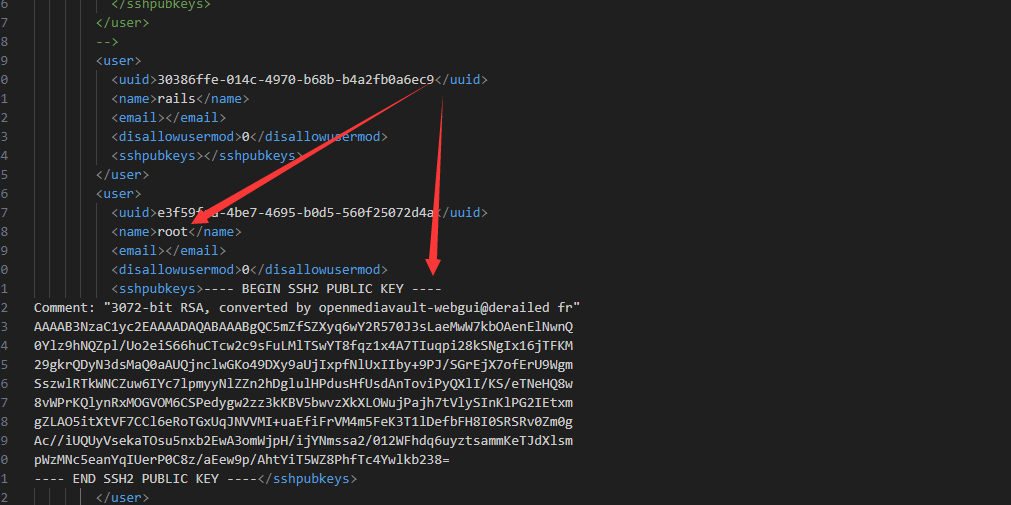 6 </sshpubkeys>
7 </user>
8 -->
9 <user>
0 <uuid>30386ffe-014c-4970-b68b-b4a2fb0a6ec9</uuid>
1 <name>rails</name>
2 <email></email>
3 <disallowusermod>0</disallowusermod>
4 <sshpubkeys></sshpubkeys>
5 </user>
6 <user>
7 -4be7-4695-b0d5-560f25072d4a</uuid>
8 <name>root</name>
9 <email></email>
0 <disallowusermod>0</disallowusermod>
1 <sshpubkeys>---- BEGIN SSH2 PUBLIC KEY ----
2 Comment: "3072-bit RSA, converted by openmediavault-webgui@derailed fr"
3 AAAAB3NzaC1yc2EAAAADAQABAAABgQC5mZfSZXyq6wY2R570J3sLaeMwW7kbOAenElNwnQ
4 0Ylz9hNQZpl/Uo2eiS66huCTcw2c9sFuLMlTSwYT8fqz1x4A7TIuqpi28kSNgIx16jTFKM
5 29gkrQDyN3dsMaQ0aAUQjnclwGKo49DXy9aUjIxpfNlUxIIby+9PJ/SGrEjX7ofErU9Wgm
6 SszwlRTkWNCZuw6IYc7lpmyyNlZZn2hDglulHPdusHfUsdAnToviPyQXlI/KS/eTNeHQ8w
7 8vWPrKQlynRxMOGVOM6CSPedygw2zz3kKBV5bwvzXkXLOWujPajh7tVlySInKlPG2IEtxm
8 gZLAO5itXtVF7CCl6eRoTGxUqJNVVMI+uaEfiFrVM4m5FeK3T1lDefbFH8I0SRSRv0Zm0g
9 Ac//iUQUyVsekaTOsu5nxb2EwA3omWjpH/ijYNmssa2/012WFhdq6uyztsammKeTJdXlsm
0 pWzMNc5eanYqIUerP0C8z/aEew9p/AhtYiT5WZ8PhfTc4Ywlkb238=
1 ---- END SSH2 PUBLIC KEY ----</sshpubkeys>
2 </user>